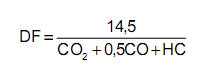 DF = 14,5 / (CO₂ + 0,5CO + HC)